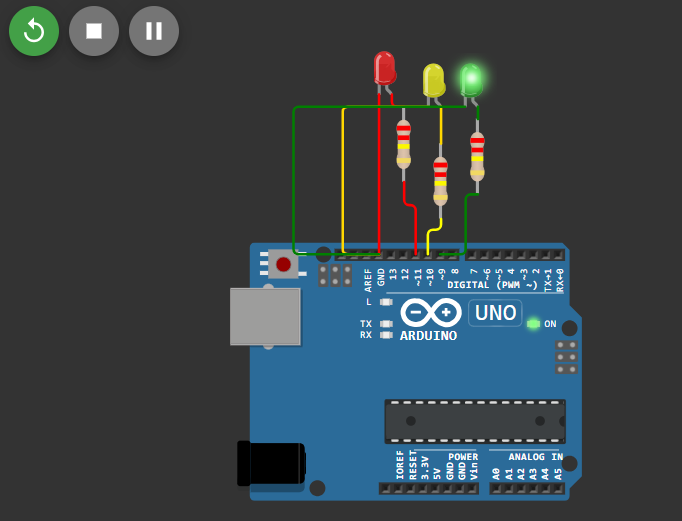 AREF
GND
13
12
~11
~10
~9
8
7
~6
~5
4
~3
2
TX→1
RX←0
DIGITAL (PWM ~)
L
TX
RX
UNO
ON
ARDUINO
IOREF
RESET
3.3V
5V
GND
GND
Vin
POWER
ANALOG IN
A0
A1
A2
A3
A4
A5